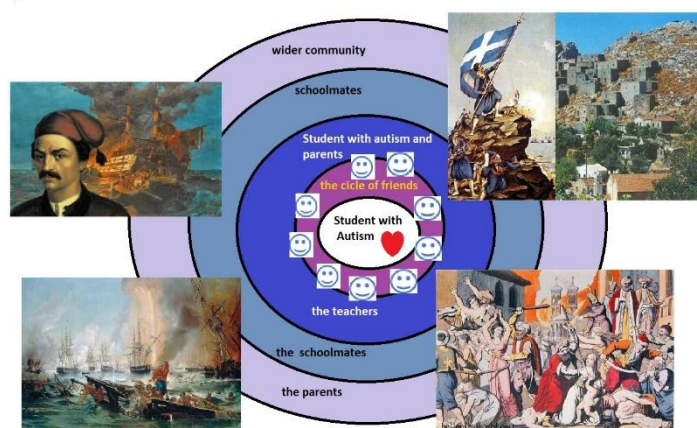 wider community
schoolmates
Student with autism and
parents
the cicle of friends
Student with
Autism
the teachers
the schoolmates
the parents